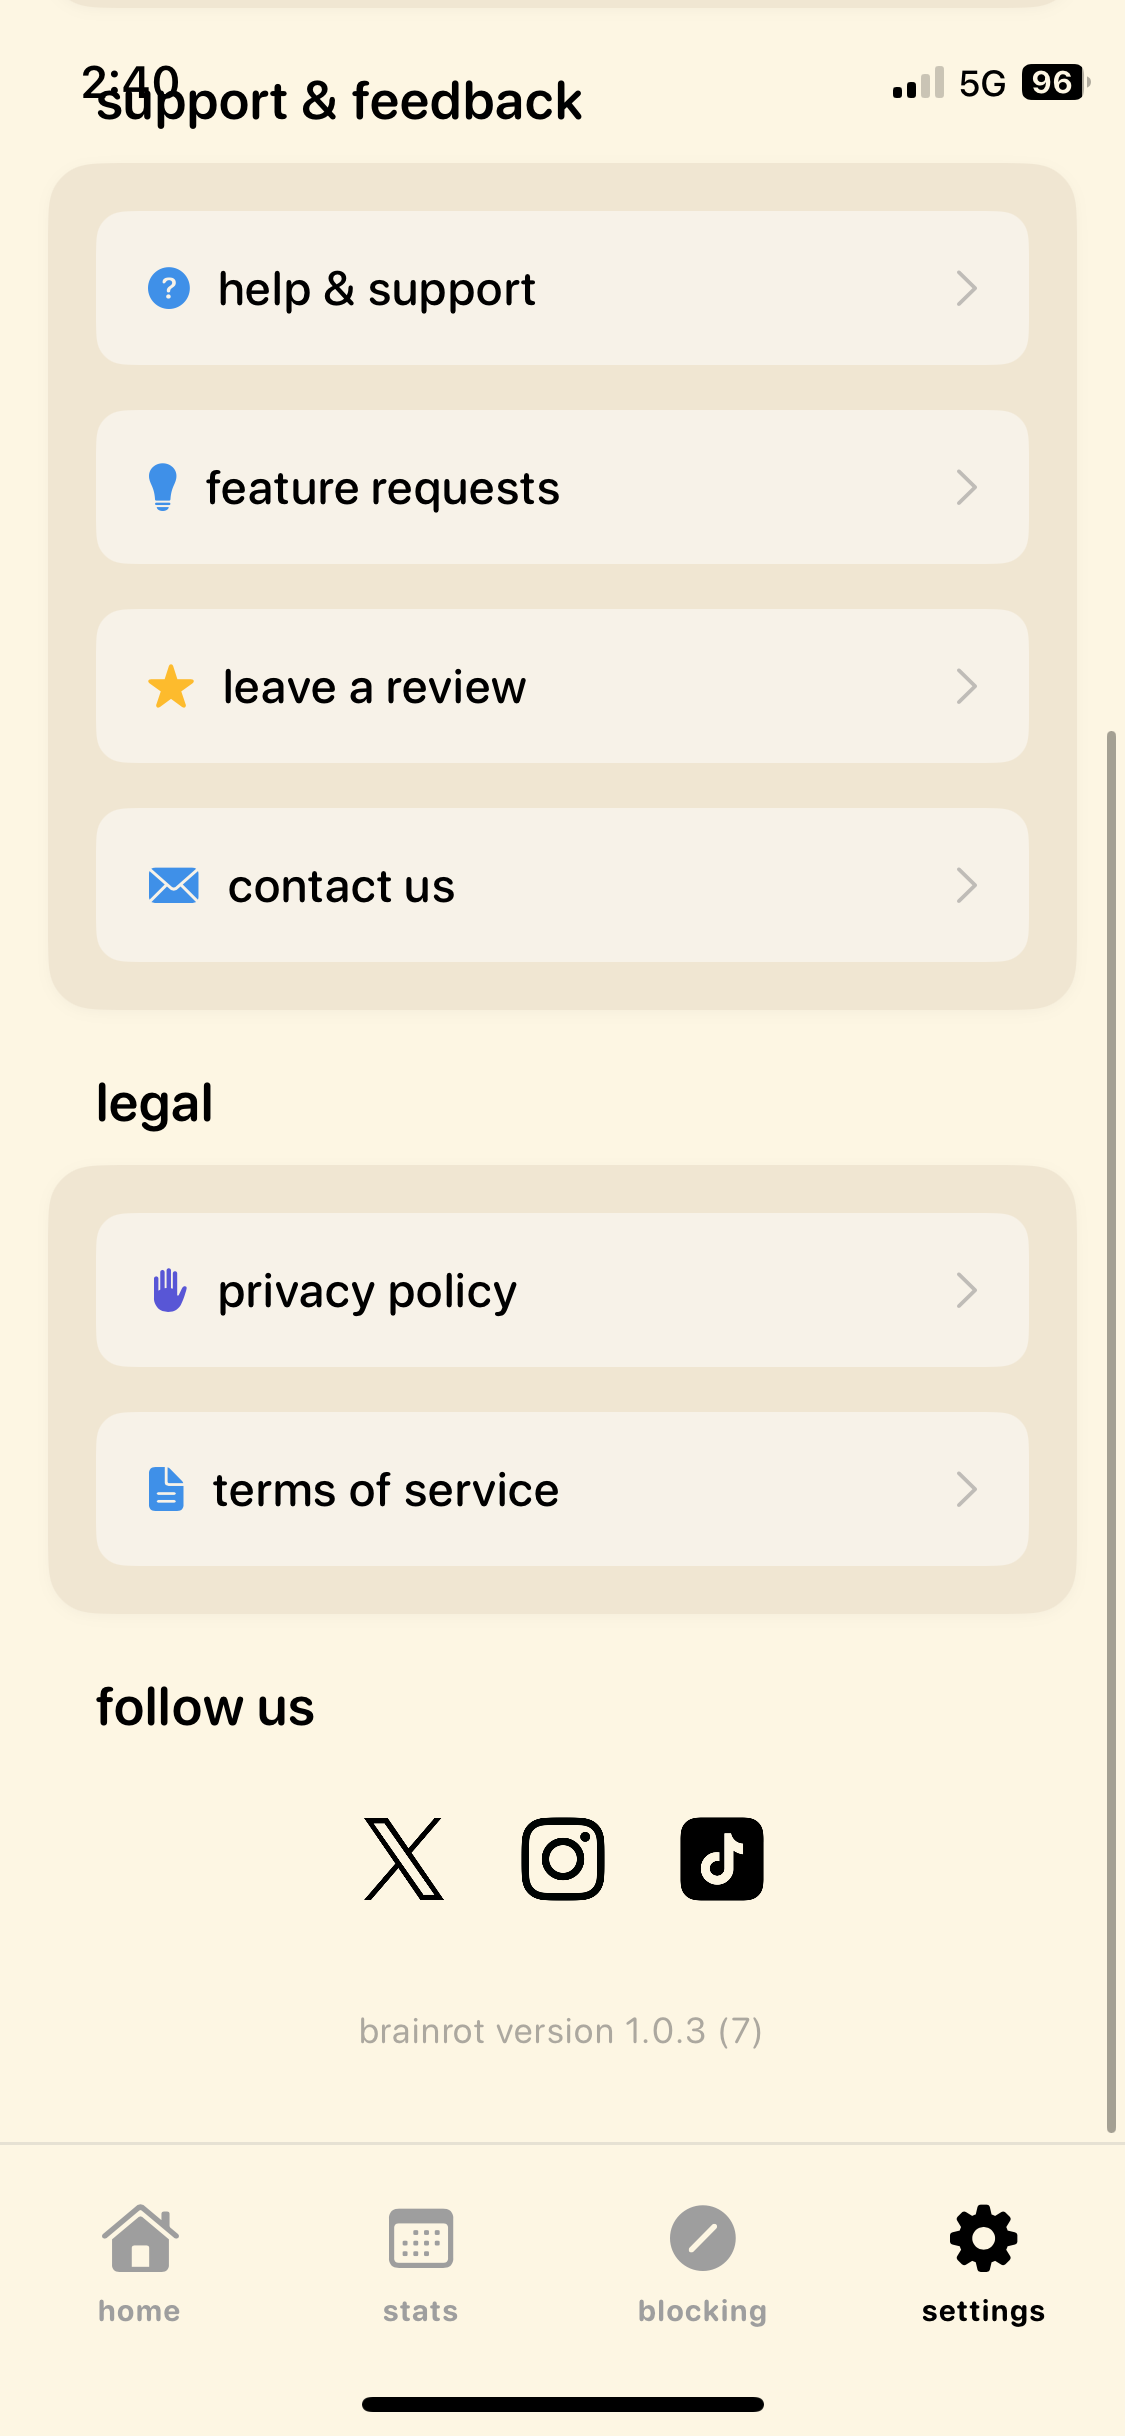 2:40
5G
96
support & feedback
help & support
feature requests
leave a review
contact us
legal
privacy policy
terms of service
follow us
brainrot version 1.0.3 (7)
home
stats
blocking
settings